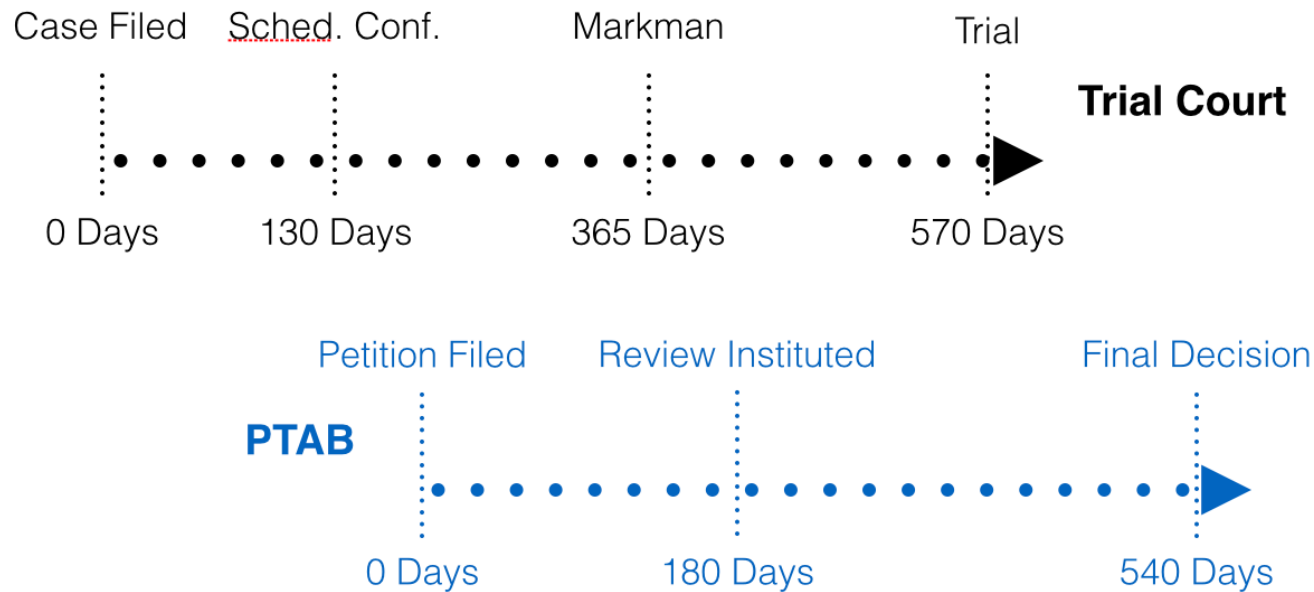 Case Filed
Sched. Conf.
Markman
Trial
Trial Court
0 Days
130 Days
365 Days
570 Days
Petition Filed
Review Instituted
Final Decision
PTAB
0 Days
180 Days
540 Days